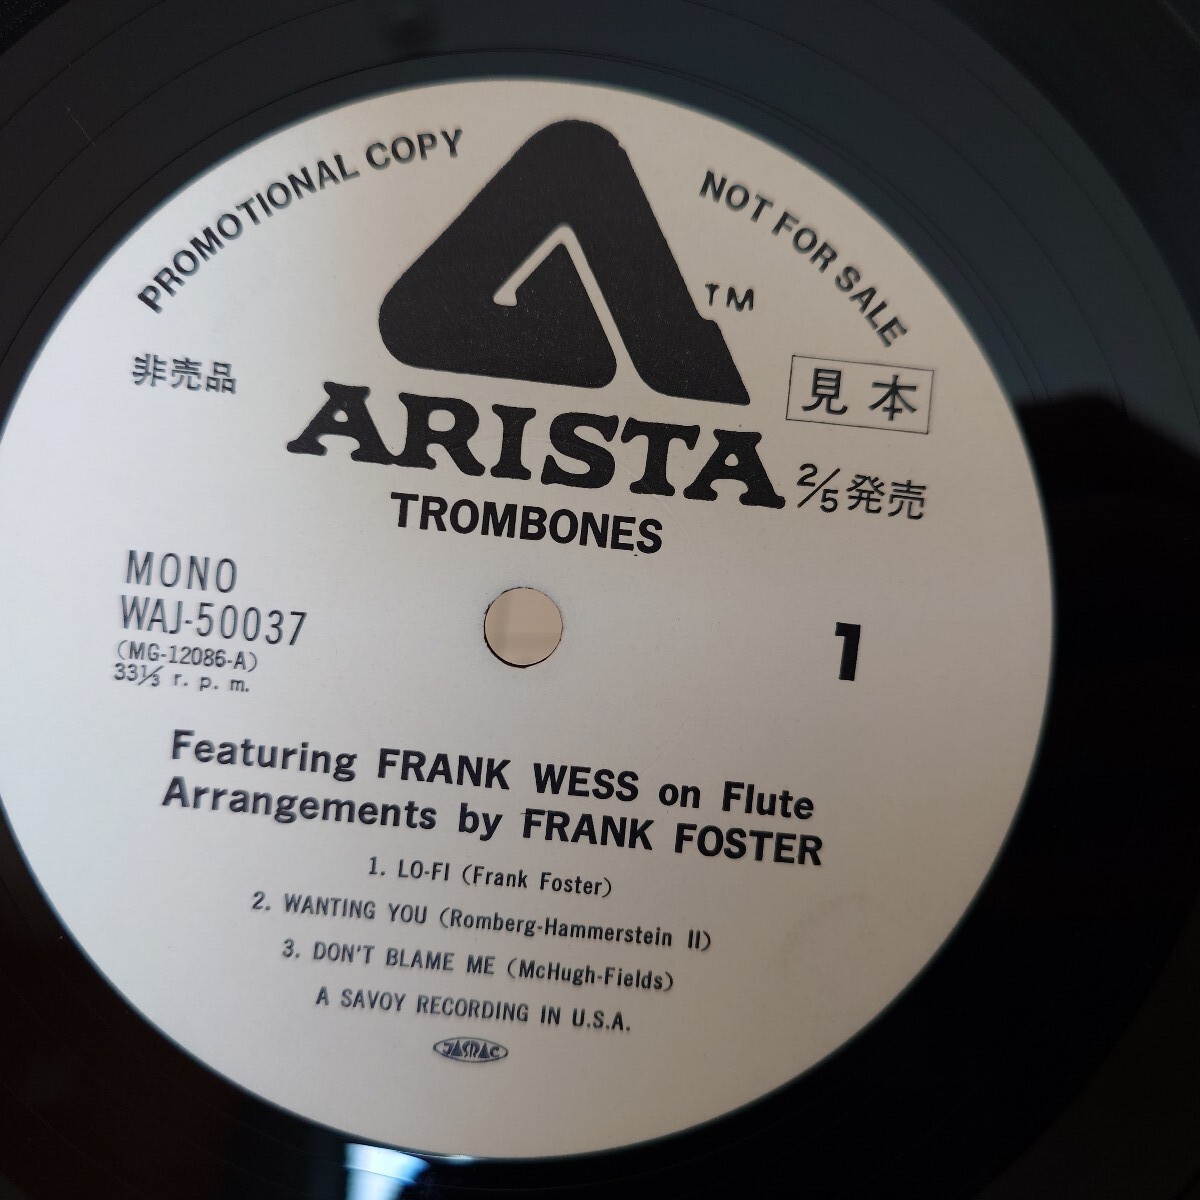 PROMOTIONAL COPY
NOT FOR SALE
TM
非売品
見本
ARISTA
2/5発売
TROMBONES
MONO
WAJ-50037
(MG-12086-A)
33⅓ r. p. m.
1
Featuring FRANK WESS on Flute
Arrangements by FRANK FOSTER
1. LO-FI (Frank Foster)
2. WANTING YOU (Romberg-Hammerstein II)
3. DON'T BLAME ME (McHugh-Fields)
A SAVOY RECORDING IN U.S.A.
JASRAC